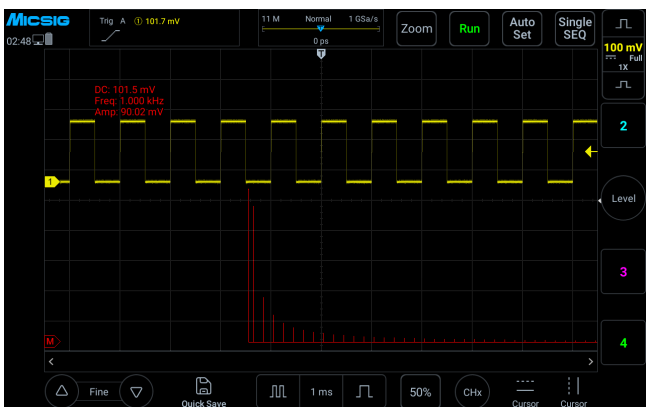 Micsig
Trig A ① 101.7 mV
11 M Normal 1 GSa/s
0 ps
Zoom
Run
Auto
Set
Single
SEQ
02:48
T
100 mV
Full
1X
DC: 101.5 mV
Freq: 1.000 kHz
Amp: 90.02 mV
2
1
Level
3
M
4
Fine
Quick Save
1 ms
50%
CHx
Cursor
Cursor